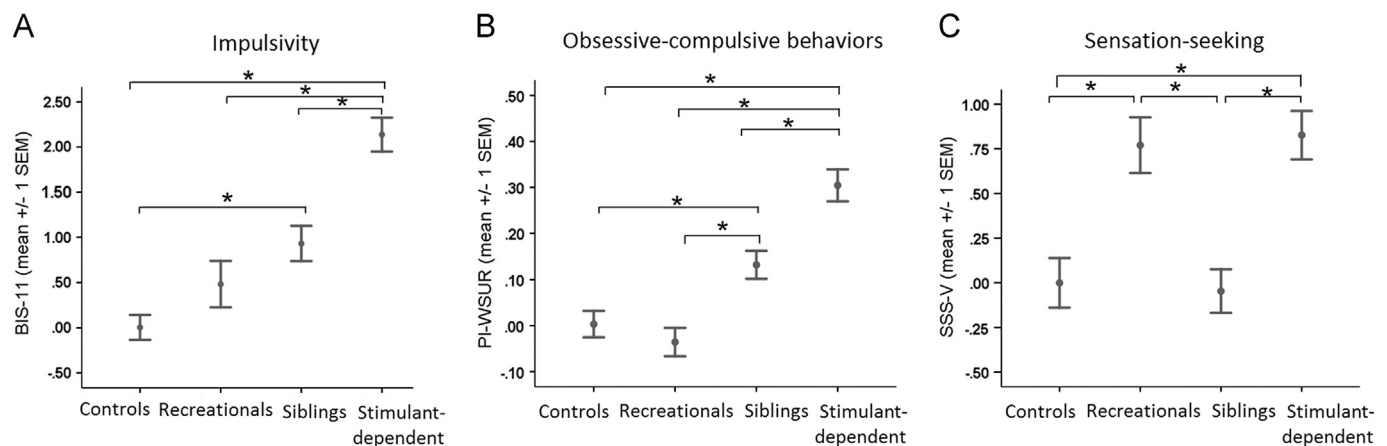 A
Impulsivity
*
*
*
*
2.50
2.00
1.50
1.00
.50
.00
-.50
BIS-11 (mean +/- 1 SEM)
Controls
Recreationals
Siblings
Stimulant-
dependent
B
Obsessive-compulsive behaviors
*
*
*
*
*
.50
.40
.30
.20
.10
.00
-.10
PI-WSUR (mean +/- 1 SEM)
Controls
Recreationals
Siblings
Stimulant-
dependent
C
Sensation-seeking
*
*
*
*
1.00
0.75
.50
0.25
.00
-0.25
-.50
SSS-V (mean +/- 1 SEM)
Controls
Recreationals
Siblings
Stimulant-
dependent